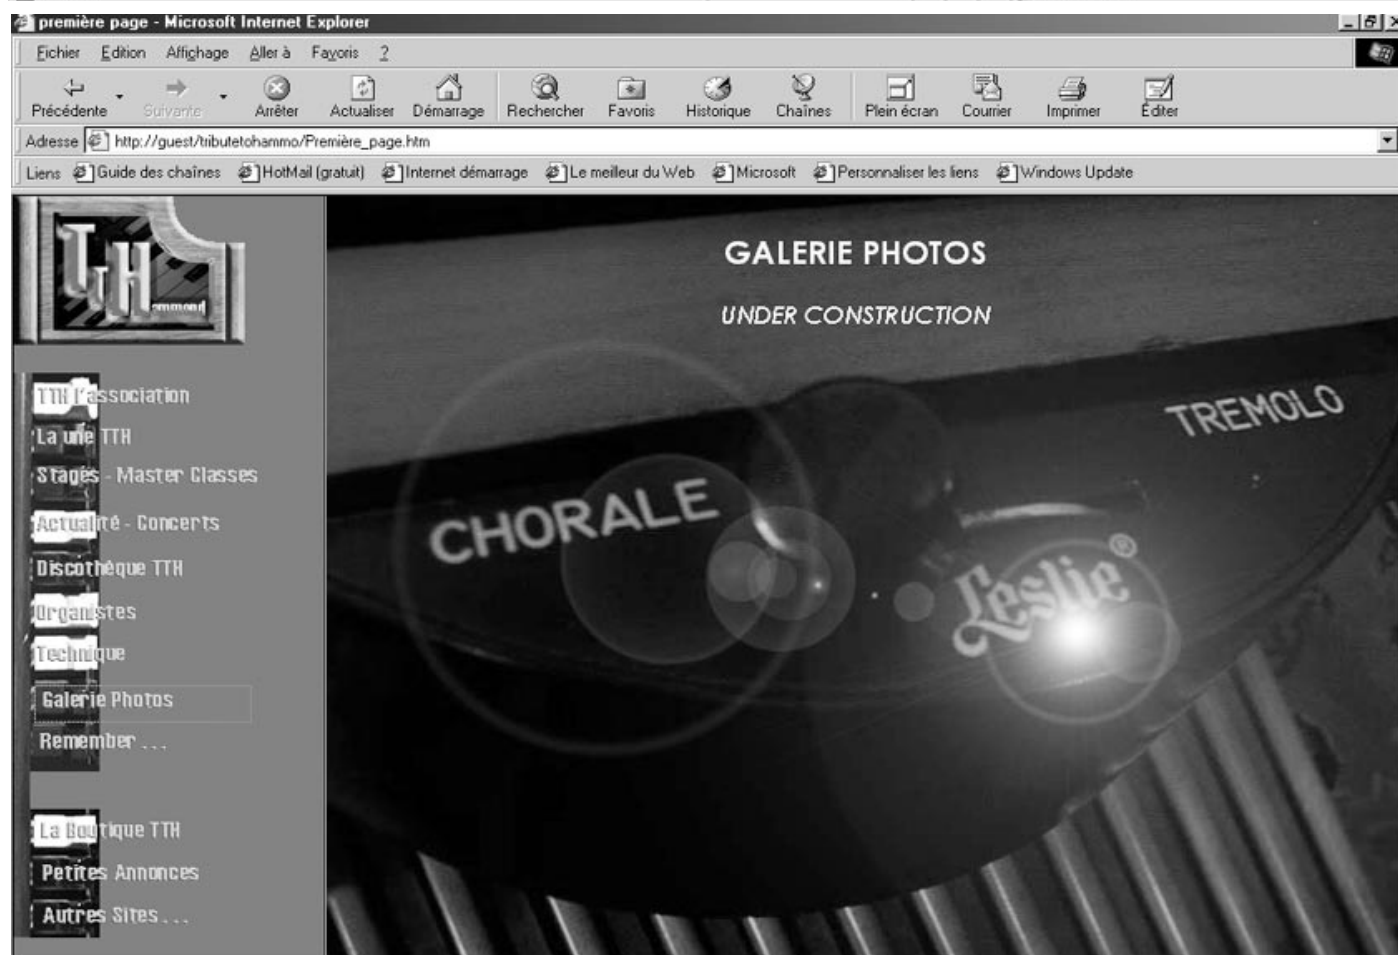 première page - Microsoft Internet Explorer
Fichier Edition Affichage Aller à Favoris ?
Précédente Suivante Arrêter Actualiser Démarrage Rechercher Favoris Historique Chaînes Plein écran Courrier Imprimer Éditer
Adresse http://guest/tributetohammo/Première_page.htm
Liens Guide des chaînes HotMail (gratuit) Internet démarrage Le meilleur du Web Microsoft Personnaliser les liens Windows Update
TTHammond
GALERIE PHOTOS
UNDER CONSTRUCTION
TTH l'association
La une TTH
Stages - Master Classes
Actualité - Concerts
Discothèque TTH
Organistes
Technique
Galerie Photos
Remember ...
La Boutique TTH
Petites Annonces
Autres Sites ...
CHORALE
TREMOLO
Leslie®